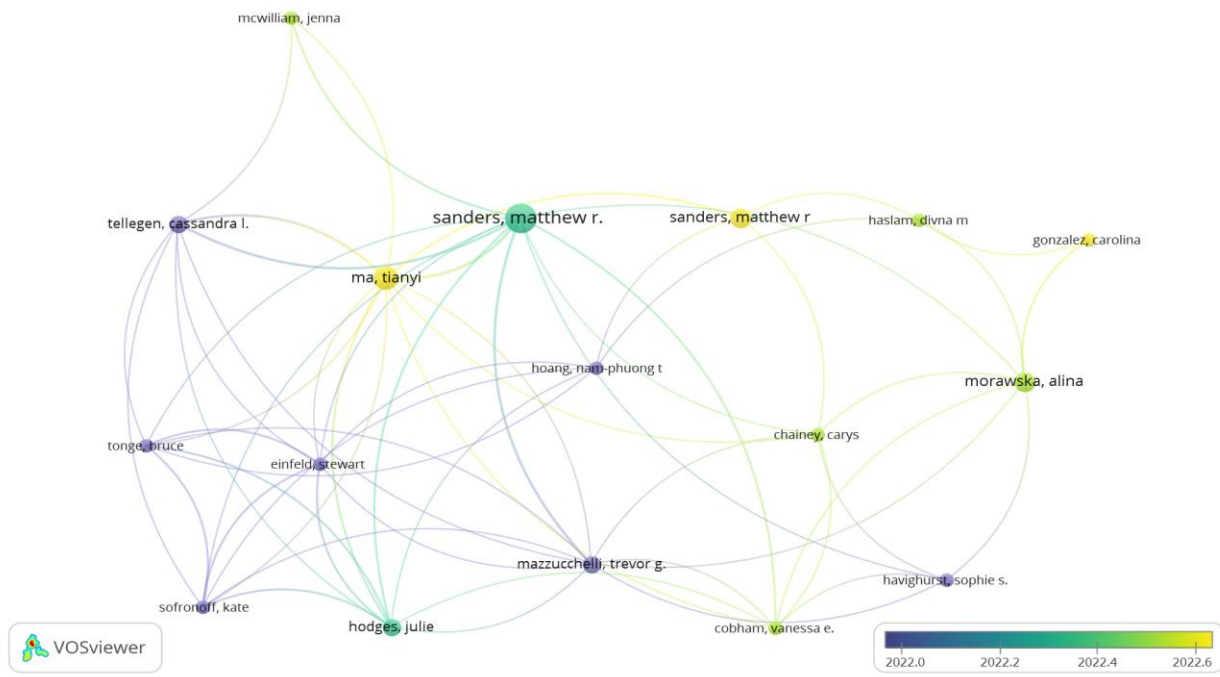 mcwilliam, jenna
tellegen, cassandra l.
sanders, matthew r.
sanders, matthew r
haslam, divna m
gonzalez, carolina
ma, tianyi
hoang, nam-phuong t
morawska, alina
tonge, bruce
chainey, carys
einfeld, stewart
mazzucchelli, trevor g.
havighurst, sophie s.
sofronoff, kate
hodges, julie
cobham, vanessa e.
VOSviewer
2022.0 2022.2 2022.4 2022.6